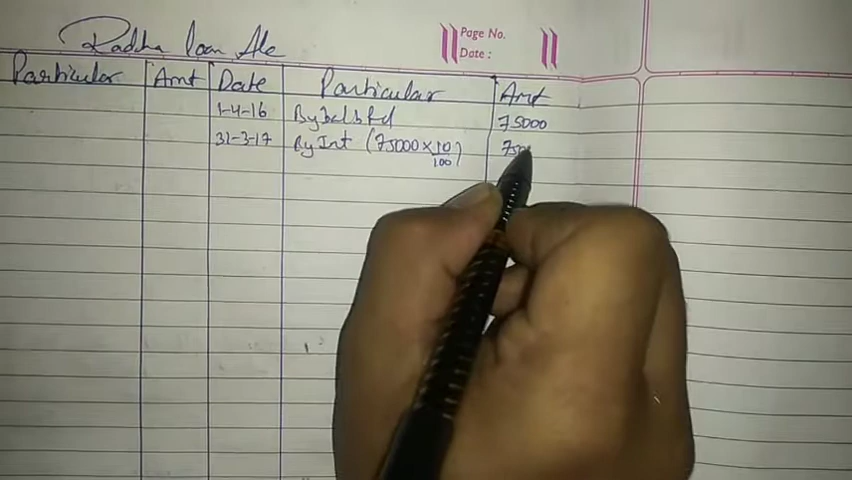 Page No.
Date :
Radha loan A/c
Particular Amt Date Particular Amt
1-4-16 By bal b/d 75000
31-3-17 By Int (75000 × 10/100) 750